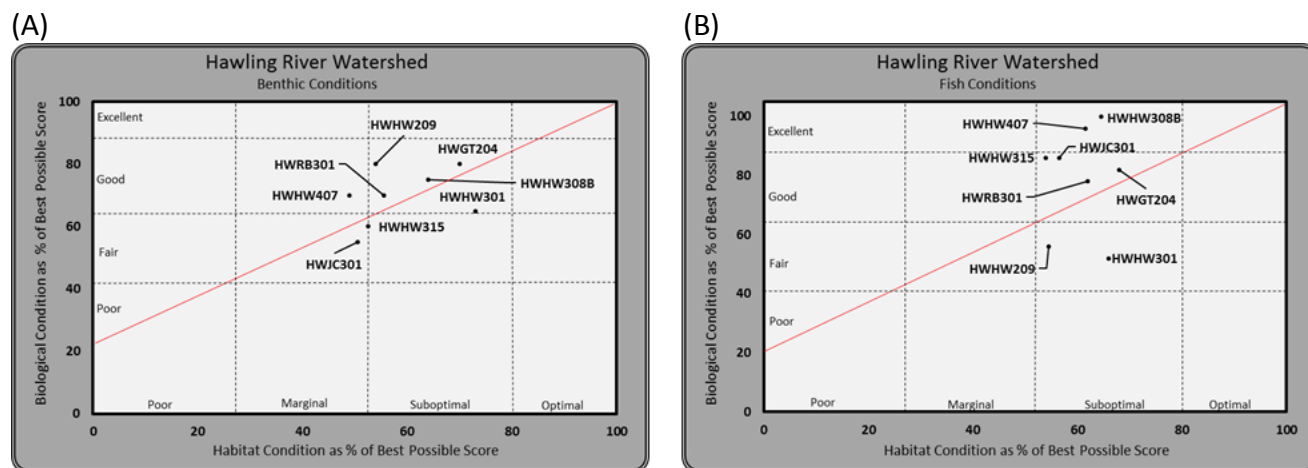 (A)
Hawling River Watershed
Benthic Conditions
Biological Condition as % of Best Possible Score
100
80
60
40
20
0
Excellent
Good
Fair
Poor
HWHW209
HWGT204
HWRB301
HWHW308B
HWHW407
HWHW301
HWHW315
HWJC301
Poor
Marginal
Suboptimal
Optimal
0 20 40 60 80 100
Habitat Condition as % of Best Possible Score
(B)
Hawling River Watershed
Fish Conditions
Biological Condition as % of Best Possible Score
100
80
60
40
20
0
Excellent
Good
Fair
Poor
HWHW308B
HWHW407
HWJC301
HWHW315
HWRB301
HWGT204
HWHW209
HWHW301
Poor
Marginal
Suboptimal
Optimal
0 20 40 60 80 100
Habitat Condition as % of Best Possible Score